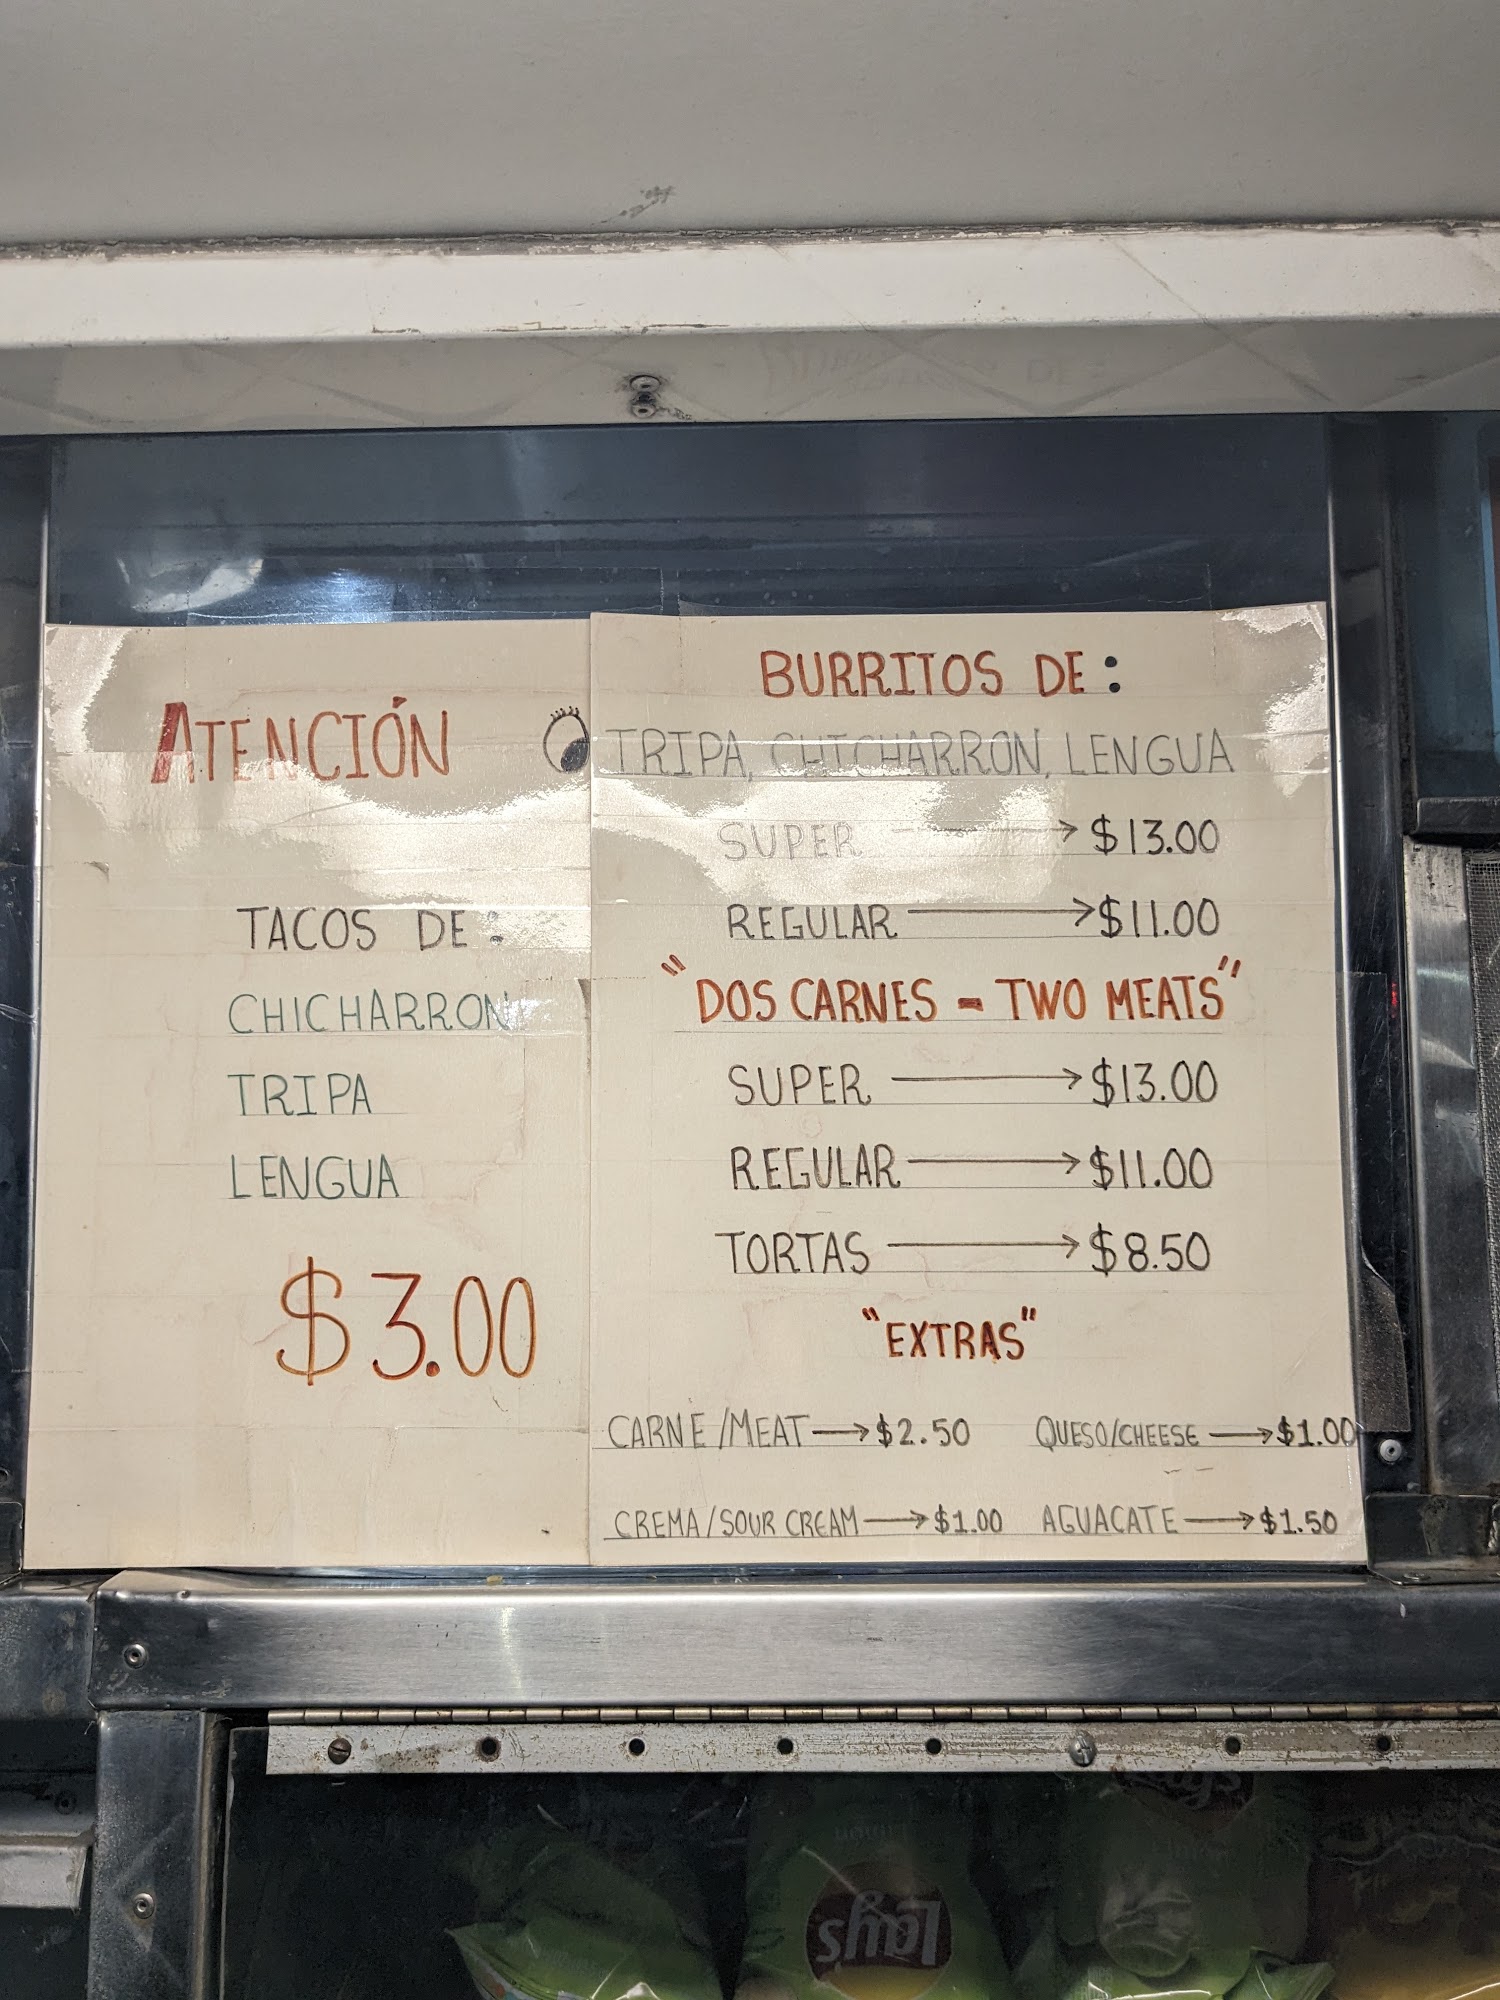 ATENCIÓN
TACOS DE:
CHICHARRON
TRIPA
LENGUA
$3.00
BURRITOS DE:
TRIPA, CHICHARRON, LENGUA
SUPER → $13.00
REGULAR → $11.00
"DOS CARNES - TWO MEATS"
SUPER → $13.00
REGULAR → $11.00
TORTAS → $8.50
"EXTRAS"
CARNE/MEAT → $2.50 QUESO/CHEESE → $1.00
CREMA/SOUR CREAM → $1.00 AGUACATE → $1.50
Lay's
Limón
Lay's